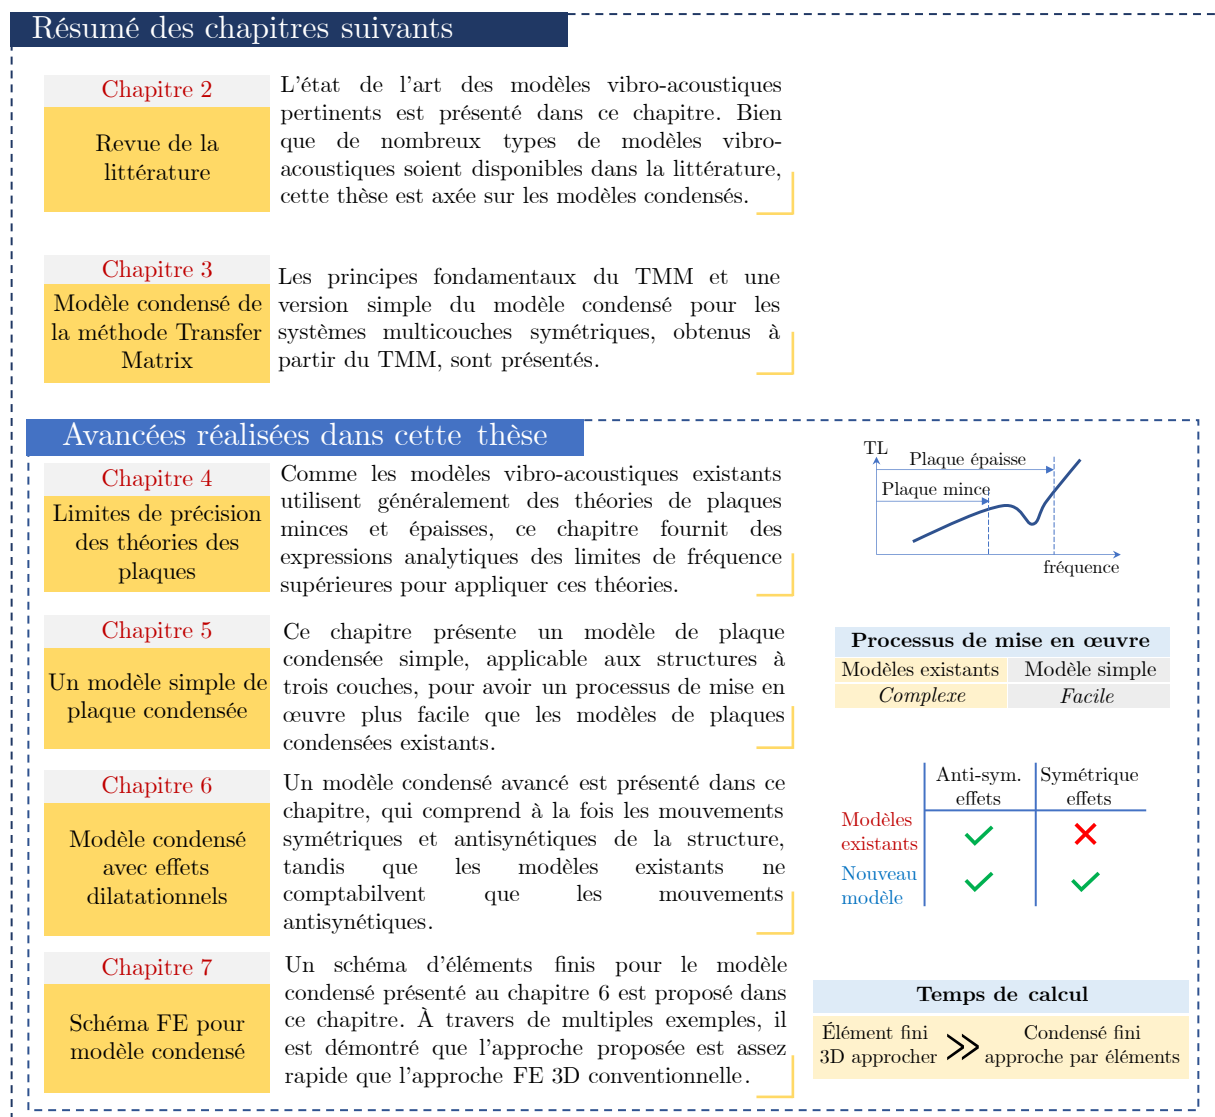 Résumé des chapitres suivants
Chapitre 2
Revue de la
littérature
L'état de l'art des modèles vibro-acoustiques
pertinents est présenté dans ce chapitre. Bien
que de nombreux types de modèles vibro-
acoustiques soient disponibles dans la littérature,
cette thèse est axée sur les modèles condensés.
Chapitre 3
Modèle condensé de
la méthode Transfer
Matrix
Les principes fondamentaux du TMM et une
version simple du modèle condensé pour les
systèmes multicouches symétriques, obtenus à
partir du TMM, sont présentés.
Avancées réalisées dans cette thèse
Chapitre 4
Limites de précision
des théories des
plaques
Comme les modèles vibro-acoustiques existants
utilisent généralement des théories de plaques
minces et épaisses, ce chapitre fournit des
expressions analytiques des limites de fréquence
supérieures pour appliquer ces théories.
TL
Plaque épaisse
Plaque mince
fréquence
Chapitre 5
Un modèle simple de
plaque condensée
Ce chapitre présente un modèle de plaque
condensée simple, applicable aux structures à
trois couches, pour avoir un processus de mise en
œuvre plus facile que les modèles de plaques
condensées existants.
Processus de mise en œuvre
Modèles existants Modèle simple
Complexe Facile
Chapitre 6
Modèle condensé
avec effets
dilatationnels
Un modèle condensé avancé est présenté dans ce
chapitre, qui comprend à la fois les mouvements
symétriques et antisynétiques de la structure,
tandis que les modèles existants ne
comptabilvent que les mouvements
antisynétiques.
Anti-sym. Symétrique
effets effets
Modèles
existants
Nouveau
modèle
Chapitre 7
Schéma FE pour
modèle condensé
Un schéma d'éléments finis pour le modèle
condensé présenté au chapitre 6 est proposé dans
ce chapitre. À travers de multiples exemples, il
est démontré que l'approche proposée est assez
rapide que l'approche FE 3D conventionnelle.
Temps de calcul
Élément fini Condensé fini
3D approcher ≫ approche par éléments